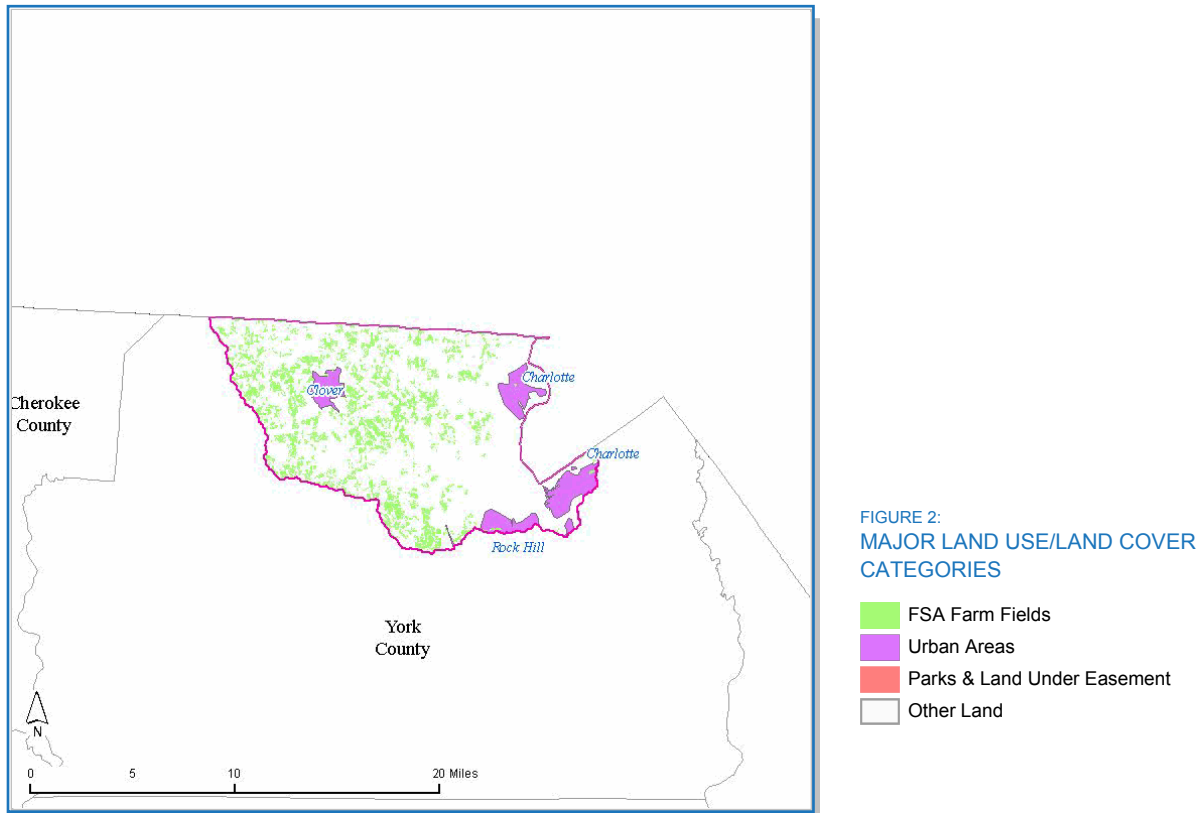 Charlotte
Clover
Cherokee
County
Charlotte
Rock Hill
York
County
N
0 5 10 20 Miles
FIGURE 2:
MAJOR LAND USE/LAND COVER
CATEGORIES
FSA Farm Fields
Urban Areas
Parks & Land Under Easement
Other Land